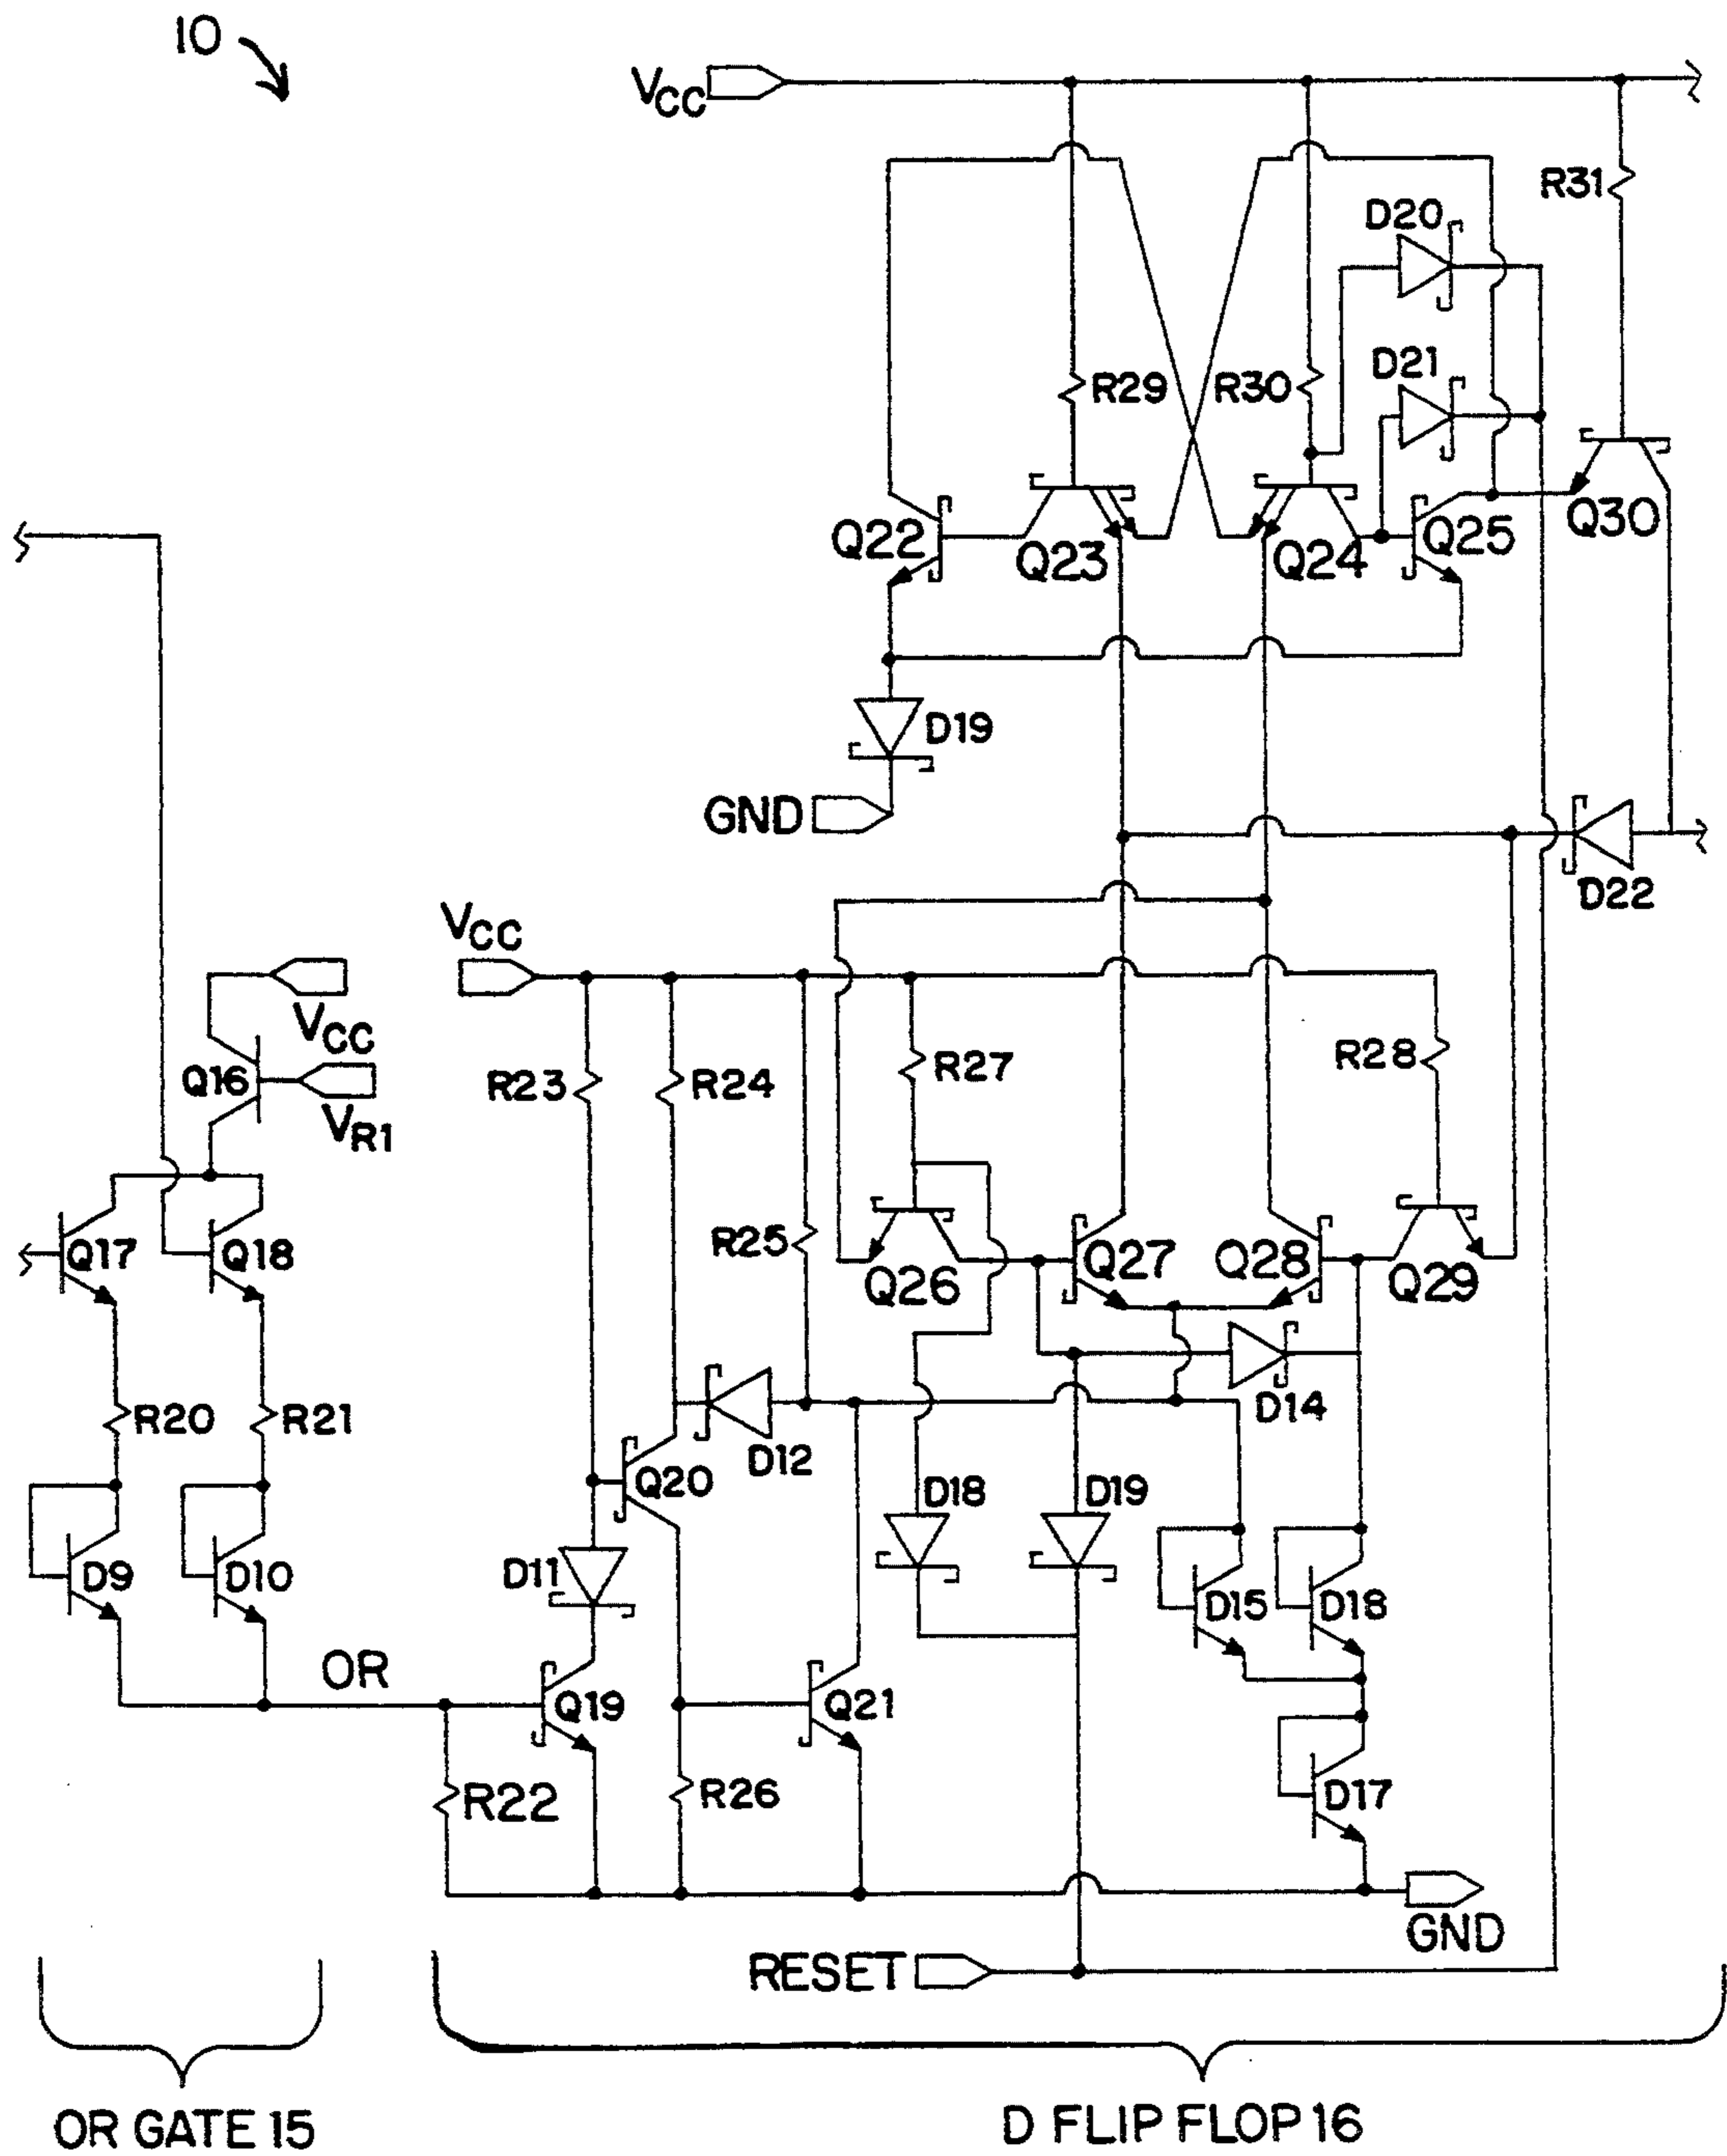 10
VCC
R31
D20
D21
R29
R30
Q22
Q23
Q24
Q25
Q30
D19
GND
D22
VCC
VCC
Q16
VR1
R23
R24
R27
R28
R25
Q17
Q18
Q26
Q27
Q28
Q29
R20
R21
D12
D14
Q20
D18
D19
D9
D10
D11
D15
D18
OR
Q19
Q21
R22
R26
D17
GND
RESET
OR GATE 15
D FLIP FLOP 16